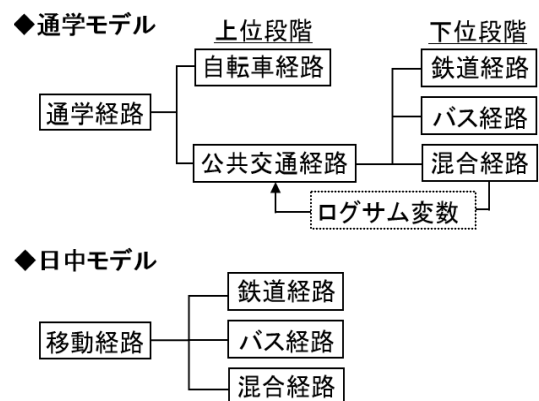 ◆通学モデル
上位段階
下位段階
自転車経路
鉄道経路
通学経路
バス経路
公共交通経路
混合経路
ログサム変数
◆日中モデル
鉄道経路
移動経路
バス経路
混合経路